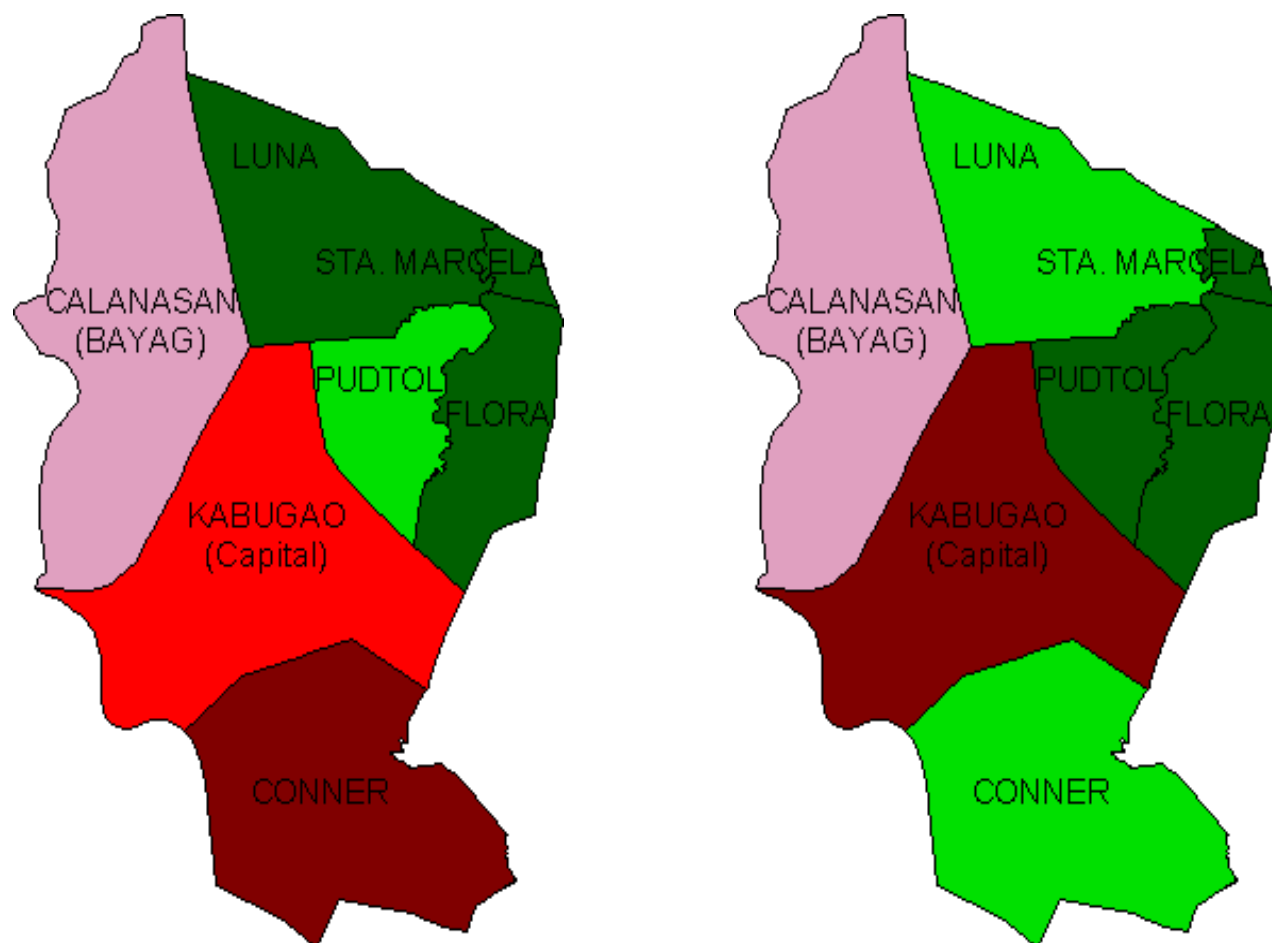 LUNA
STA. MARCELA
CALANASAN
(BAYAG)
PUDTOL
FLORA
KABUGAO
(Capital)
CONNER
LUNA
STA. MARCELA
CALANASAN
(BAYAG)
PUDTOL
FLORA
KABUGAO
(Capital)
CONNER